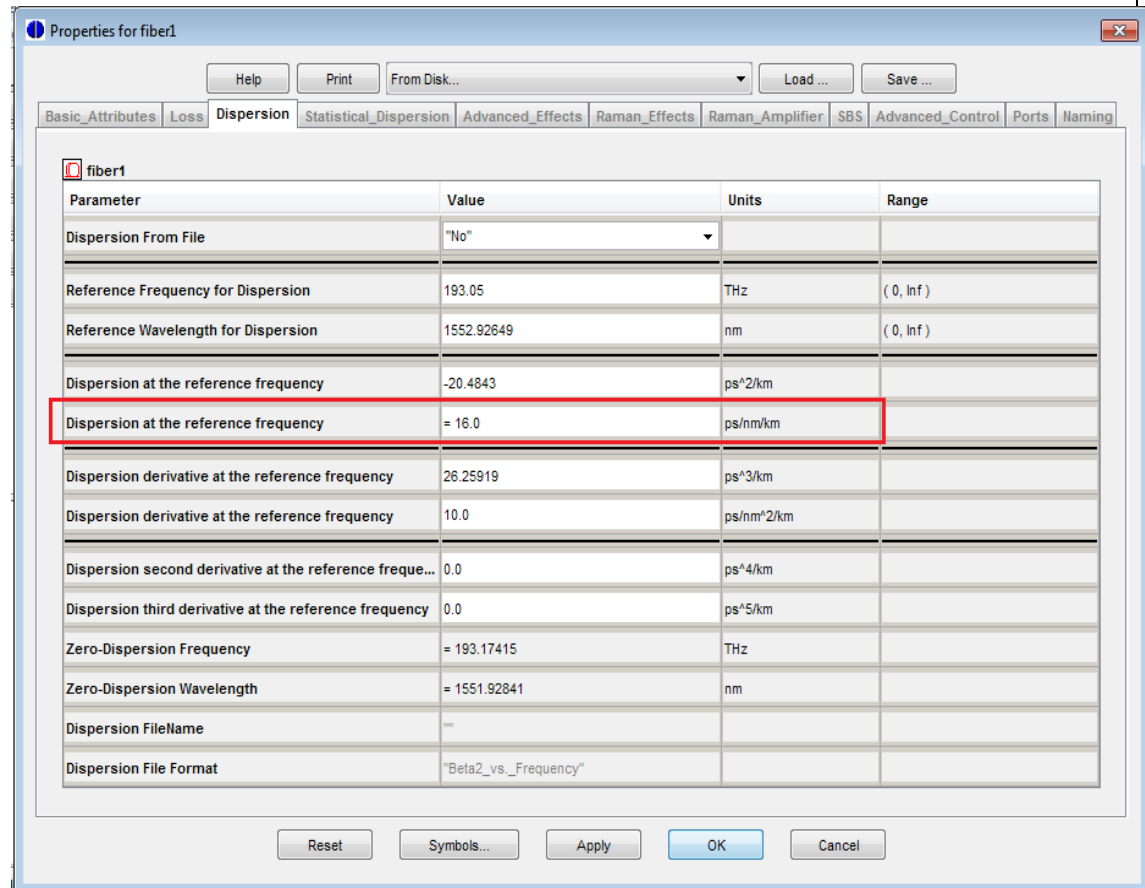 Properties for fiber1
Help Print From Disk... Load ... Save ...
Basic_Attributes Loss Dispersion Statistical_Dispersion Advanced_Effects Raman_Effects Raman_Amplifier SBS Advanced_Control Ports Naming
fiber1
Parameter Value Units Range
Dispersion From File "No"
Reference Frequency for Dispersion 193.05 THz ( 0, Inf )
Reference Wavelength for Dispersion 1552.92649 nm ( 0, Inf )
Dispersion at the reference frequency -20.4843 ps^2/km
Dispersion at the reference frequency = 16.0 ps/nm/km
Dispersion derivative at the reference frequency 26.25919 ps^3/km
Dispersion derivative at the reference frequency 10.0 ps/nm^2/km
Dispersion second derivative at the reference freque... 0.0 ps^4/km
Dispersion third derivative at the reference frequency 0.0 ps^5/km
Zero-Dispersion Frequency = 193.17415 THz
Zero-Dispersion Wavelength = 1551.92841 nm
Dispersion FileName ""
Dispersion File Format "Beta2_vs._Frequency"
Reset Symbols... Apply OK Cancel